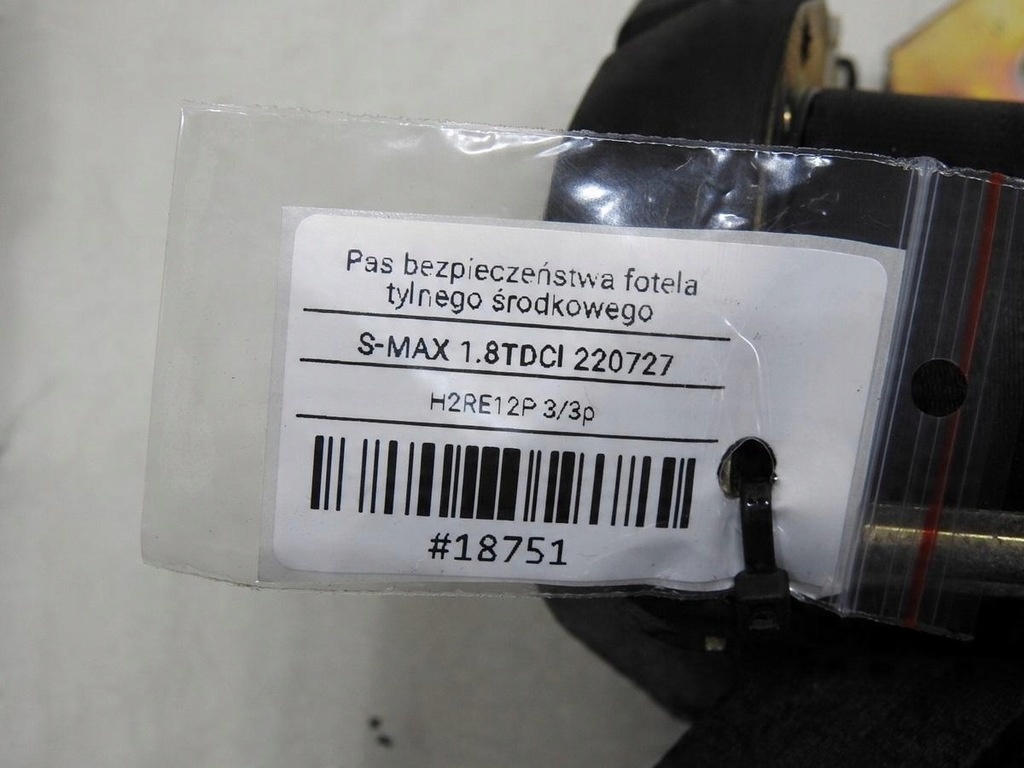 Pas bezpieczeństwa fotela
tylnego środkowego
S-MAX 1.8TDCI 220727
H2RE12P 3/3p
#18751